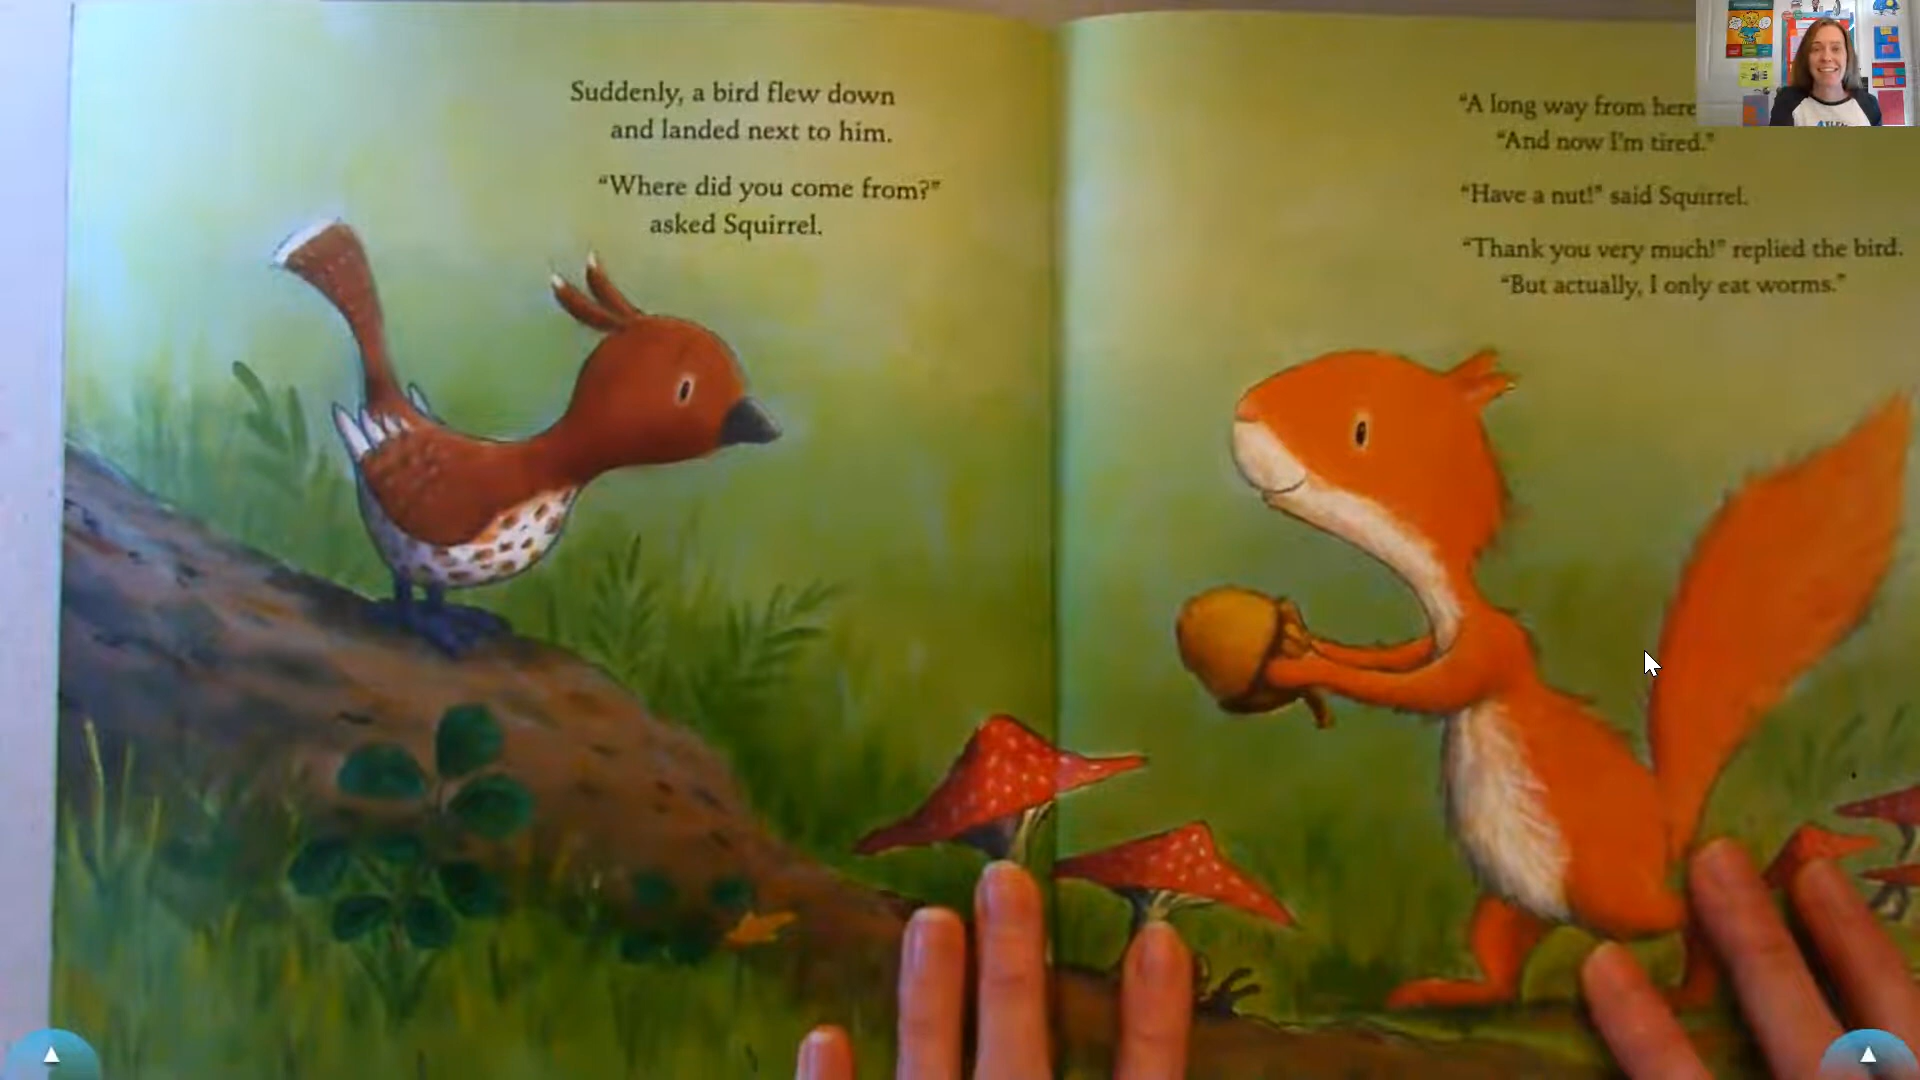 Suddenly, a bird flew down
and landed next to him.
“Where did you come from?”
asked Squirrel.
“A long way from here
“And now I'm tired.”
“Have a nut!” said Squirrel.
“Thank you very much!” replied the bird.
“But actually, I only eat worms.”